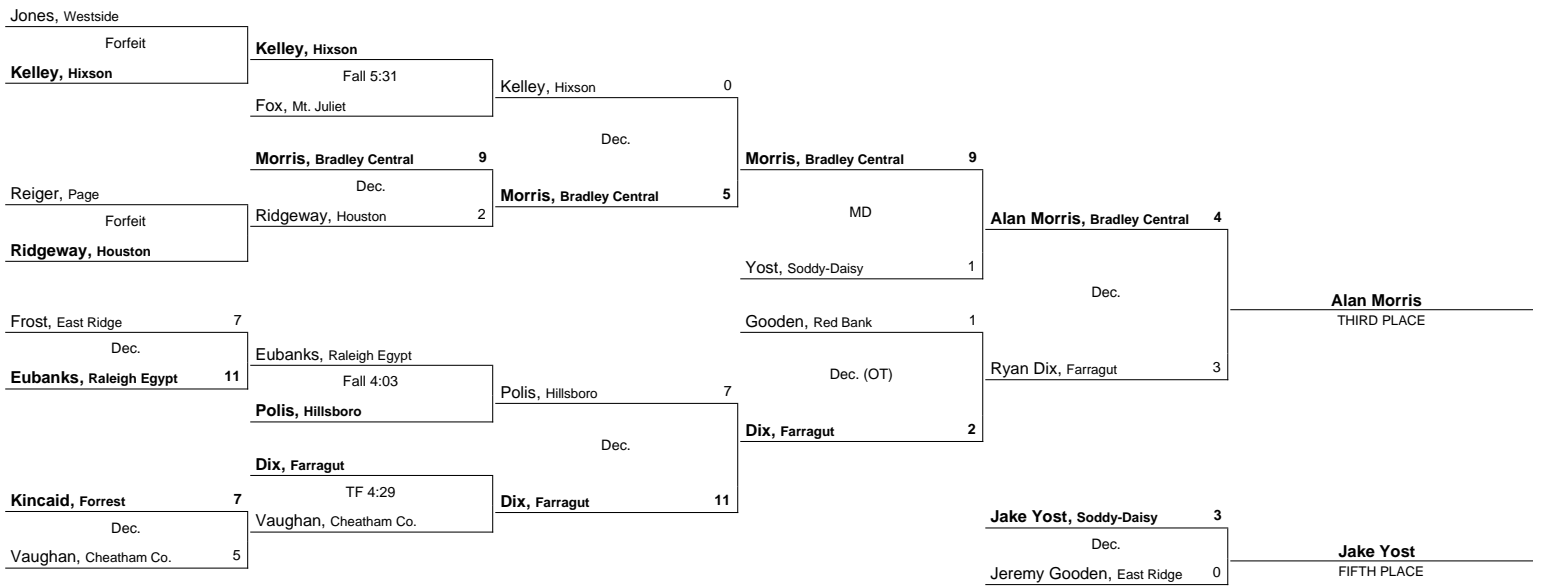 Jones, Westside
Forfeit
Kelley, Hixson
Kelley, Hixson
Fall 5:31
Fox, Mt. Juliet
Kelley, Hixson 0
Dec.
Morris, Bradley Central 5
Morris, Bradley Central 9
Dec.
Ridgeway, Houston 2
Reiger, Page
Forfeit
Ridgeway, Houston
Morris, Bradley Central 9
MD
Yost, Soddy-Daisy 1
Alan Morris, Bradley Central 4
Dec.
Ryan Dix, Farragut 3
Alan Morris
THIRD PLACE
Frost, East Ridge 7
Dec.
Eubanks, Raleigh Egypt 11
Eubanks, Raleigh Egypt
Fall 4:03
Polis, Hillsboro
Polis, Hillsboro 7
Dec.
Dix, Farragut 11
Gooden, Red Bank 1
Dec. (OT)
Dix, Farragut 2
Dix, Farragut
TF 4:29
Vaughan, Cheatham Co.
Kincaid, Forrest 7
Dec.
Vaughan, Cheatham Co. 5
Jake Yost, Soddy-Daisy 3
Dec.
Jeremy Gooden, East Ridge 0
Jake Yost
FIFTH PLACE